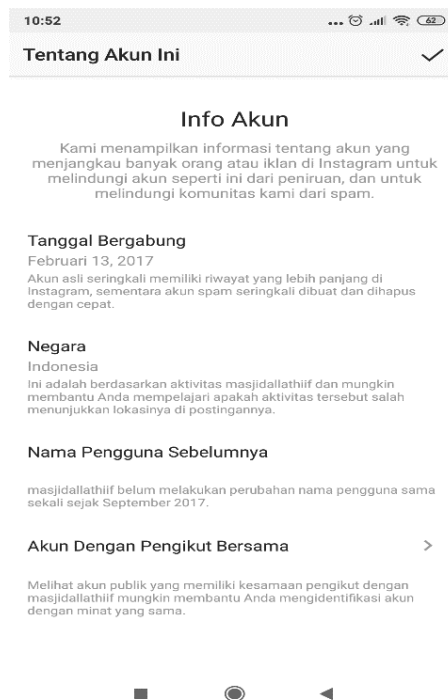 10:52
62
Tentang Akun Ini
Info Akun
Kami menampilkan informasi tentang akun yang
menjangkau banyak orang atau iklan di Instagram untuk
melindungi akun seperti ini dari peniruan, dan untuk
melindungi komunitas kami dari spam.
Tanggal Bergabung
Februari 13, 2017
Akun asli seringkali memiliki riwayat yang lebih panjang di
Instagram, sementara akun spam seringkali dibuat dan dihapus
dengan cepat.
Negara
Indonesia
Ini adalah berdasarkan aktivitas masjidallathiif dan mungkin
membantu Anda mempelajari apakah aktivitas tersebut salah
menunjukkan lokasinya di postingannya.
Nama Pengguna Sebelumnya
masjidallathiif belum melakukan perubahan nama pengguna sama
sekali sejak September 2017.
Akun Dengan Pengikut Bersama
Melihat akun publik yang memiliki kesamaan pengikut dengan
masjidallathiif mungkin membantu Anda mengidentifikasi akun
dengan minat yang sama.